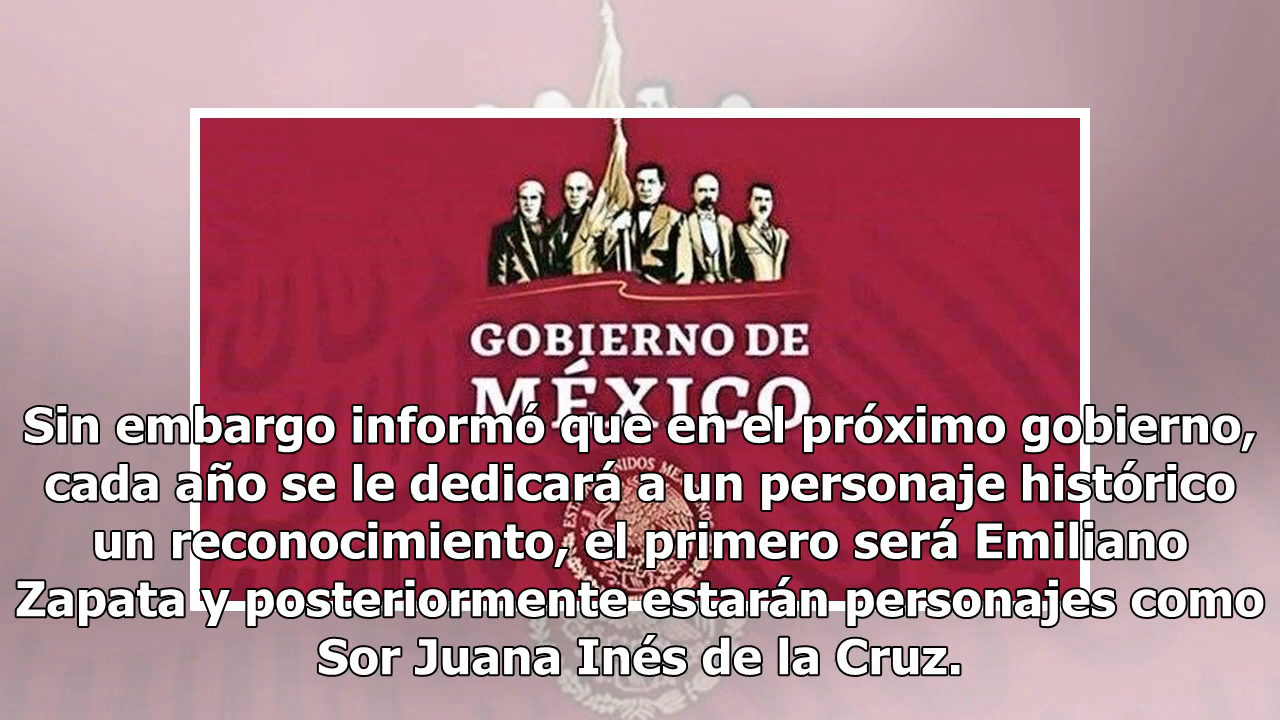 GOBIERNO DE
MÉXICO
Sin embargo informó que en el próximo gobierno,
cada año se le dedicará a un personaje histórico
un reconocimiento, el primero será Emiliano
Zapata y posteriormente estarán personajes como
Sor Juana Inés de la Cruz.